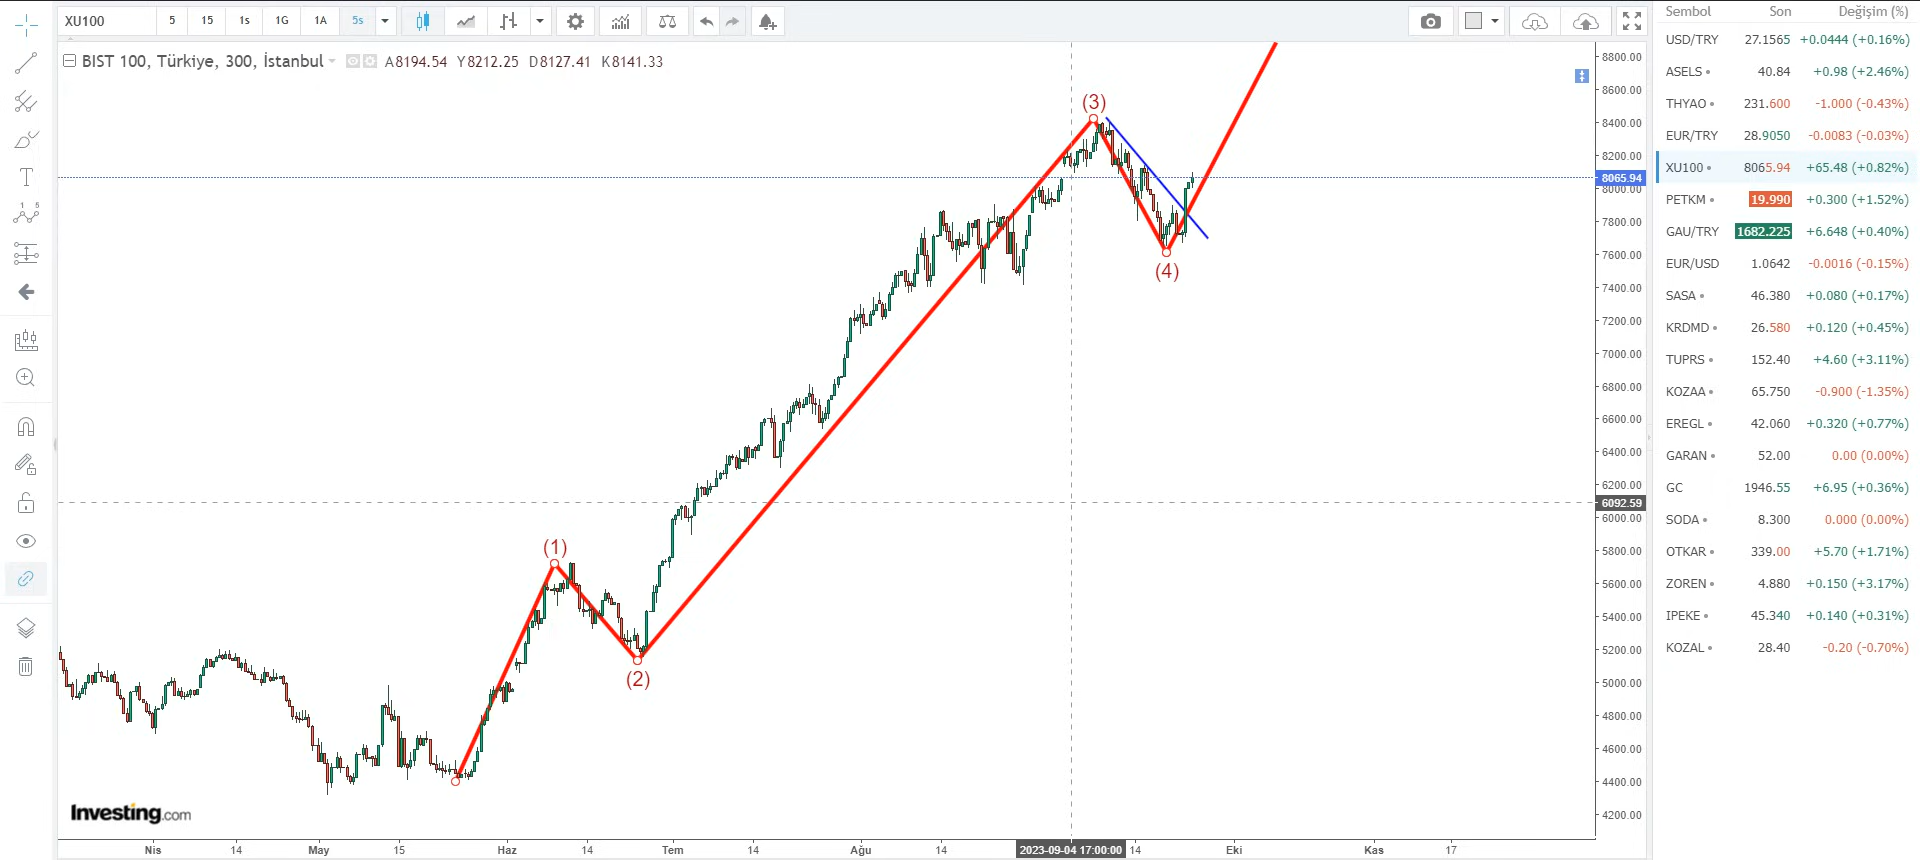 XU100 5 15 1s 1G 1A 5s
BIST 100, Türkiye, 300, İstanbul A8194.54 Y8212.25 D8127.41 K8141.33
(3)
(4)
(1)
(2)
8800.00
8600.00
8400.00
8200.00
8065.94
8000.00
7800.00
7600.00
7400.00
7200.00
7000.00
6800.00
6600.00
6400.00
6200.00
6092.59
6000.00
5800.00
5600.00
5400.00
5200.00
5000.00
4800.00
4600.00
4400.00
4200.00
Investing.com
Nis 14 May 15 Haz 14 Tem 14 Ağu 14 2023-09-04 17:00:00 14 Eki Kas 17
Sembol Son Değişim (%)
USD/TRY 27.1565 +0.0444 (+0.16%)
ASELS 40.84 +0.98 (+2.46%)
THYAO 231.600 -1.000 (-0.43%)
EUR/TRY 28.9050 -0.0083 (-0.03%)
XU100 8065.94 +65.48 (+0.82%)
PETKM 19.990 +0.300 (+1.52%)
GAU/TRY 1682.225 +6.648 (+0.40%)
EUR/USD 1.0642 -0.0016 (-0.15%)
SASA 46.380 +0.080 (+0.17%)
KRDMD 26.580 +0.120 (+0.45%)
TUPRS 152.40 +4.60 (+3.11%)
KOZAA 65.750 -0.900 (-1.35%)
EREGL 42.060 +0.320 (+0.77%)
GARAN 52.00 0.00 (0.00%)
GC 1946.55 +6.95 (+0.36%)
SODA 8.300 0.000 (0.00%)
OTKAR 339.00 +5.70 (+1.71%)
ZOREN 4.880 +0.150 (+3.17%)
IPEKE 45.340 +0.140 (+0.31%)
KOZAL 28.40 -0.20 (-0.70%)